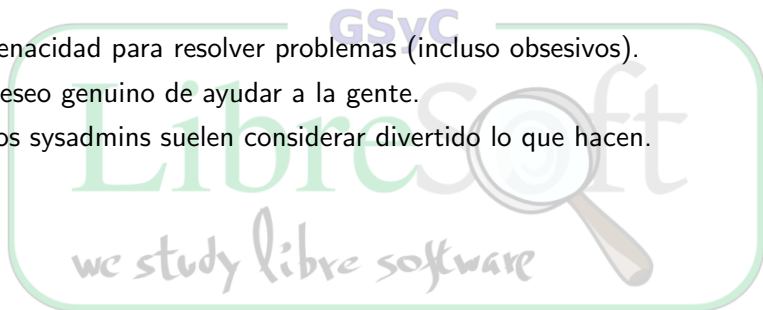 GSyC
enacidad para resolver problemas (incluso obsesivos).
eseo genuino de ayudar a la gente.
os sysadmins suelen considerar divertido lo que hacen.
LibreSoft
we study libre software